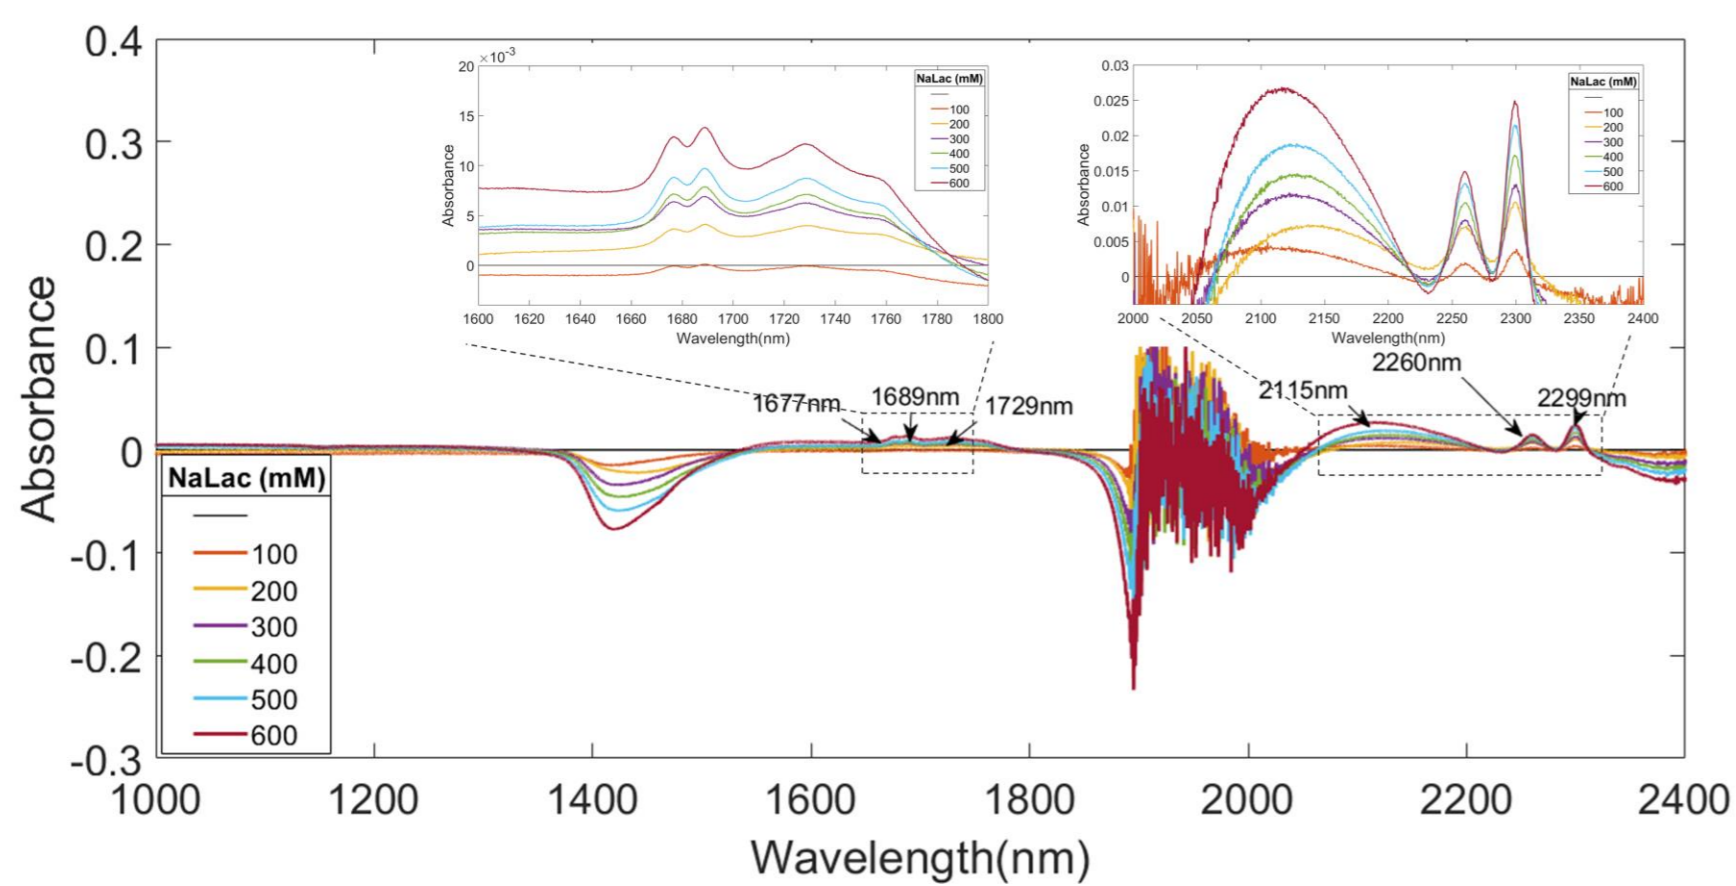 0.4
0.3
0.2
0.1
0
-0.1
-0.2
-0.3
Absorbance
1000 1200 1400 1600 1800 2000 2200 2400
Wavelength(nm)
NaLac (mM)
100
200
300
400
500
600
×10-3
20
15
10
5
0
Absorbance
1600 1620 1640 1660 1680 1700 1720 1740 1760 1780 1800
Wavelength(nm)
NaLac (mM)
100
200
300
400
500
600
0.03
0.025
0.02
0.015
0.01
0.005
0
Absorbance
2000 2050 2100 2150 2200 2250 2300 2350 2400
Wavelength(nm)
NaLac (mM)
100
200
300
400
500
600
1677nm
1689nm
1729nm
2115nm
2260nm
2299nm